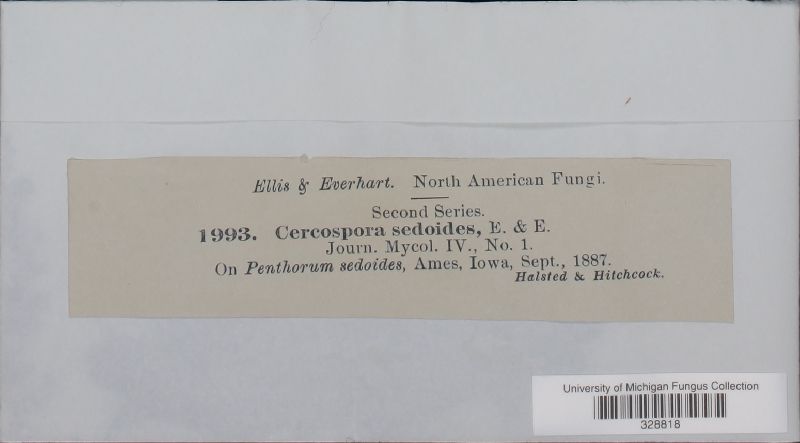 Ellis & Everhart. North American Fungi.
Second Series.
1993. Cercospora sedoides, E. & E.
Journ. Mycol. IV., No. 1.
On Penthorum sedoides, Ames, Iowa, Sept., 1887.
Halsted & Hitchcock.
University of Michigan Fungus Collection
328818